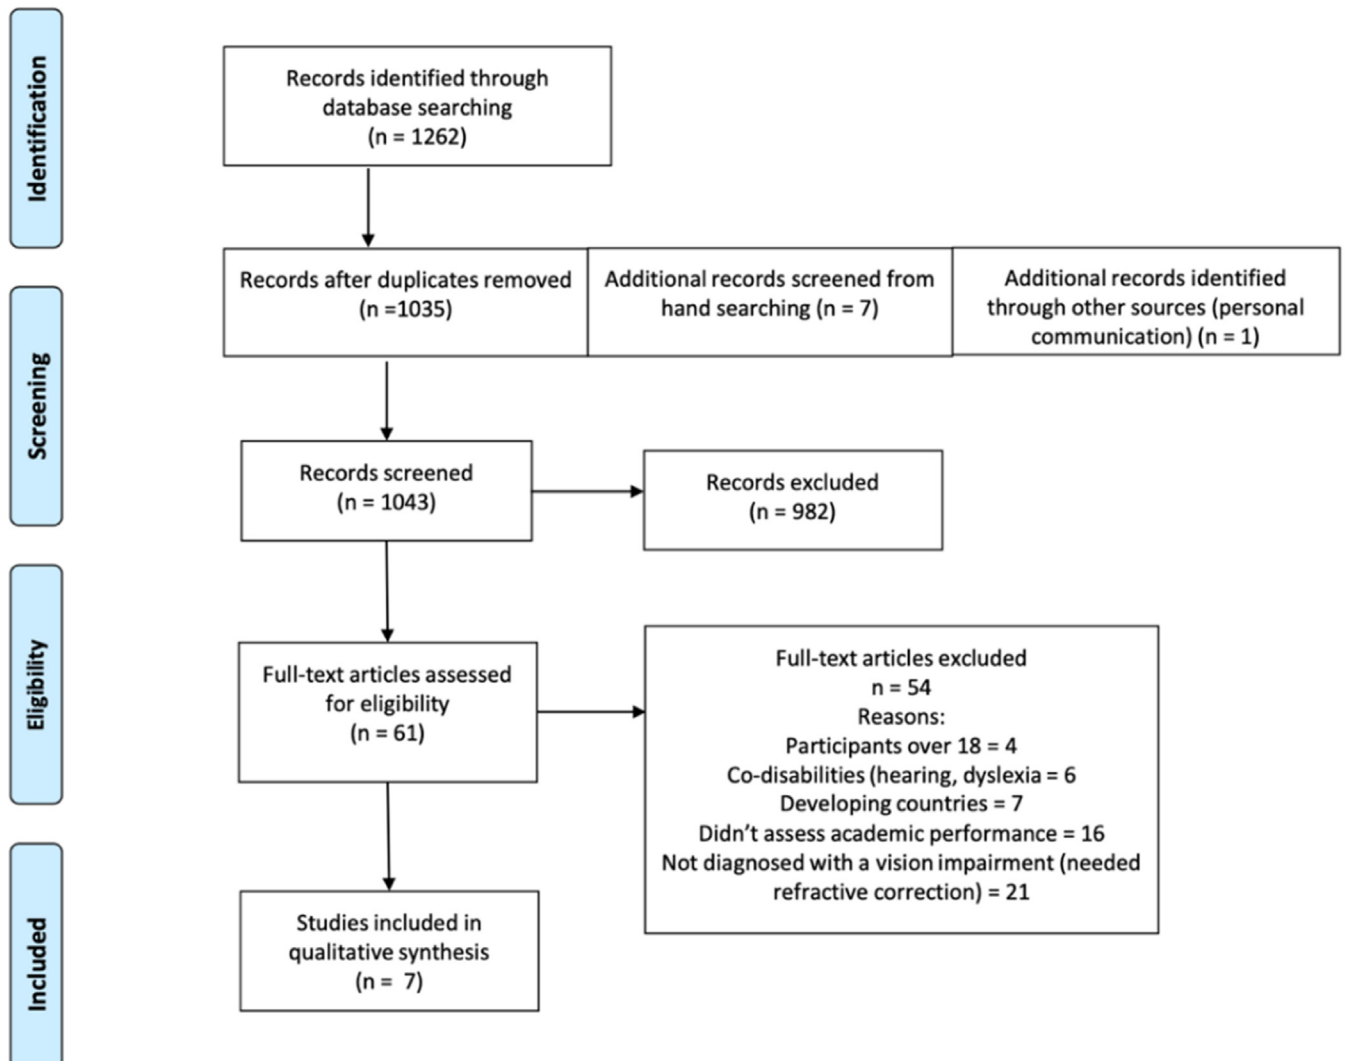 Identification
Records identified through
database searching
(n = 1262)
Records after duplicates removed
(n =1035)
Additional records screened from
hand searching (n = 7)
Additional records identified
through other sources (personal
communication) (n = 1)
Screening
Records screened
(n = 1043)
Records excluded
(n = 982)
Eligibility
Full-text articles assessed
for eligibility
(n = 61)
Full-text articles excluded
n = 54
Reasons:
Participants over 18 = 4
Co-disabilities (hearing, dyslexia = 6
Developing countries = 7
Didn’t assess academic performance = 16
Not diagnosed with a vision impairment (needed
refractive correction) = 21
Included
Studies included in
qualitative synthesis
(n =  7)